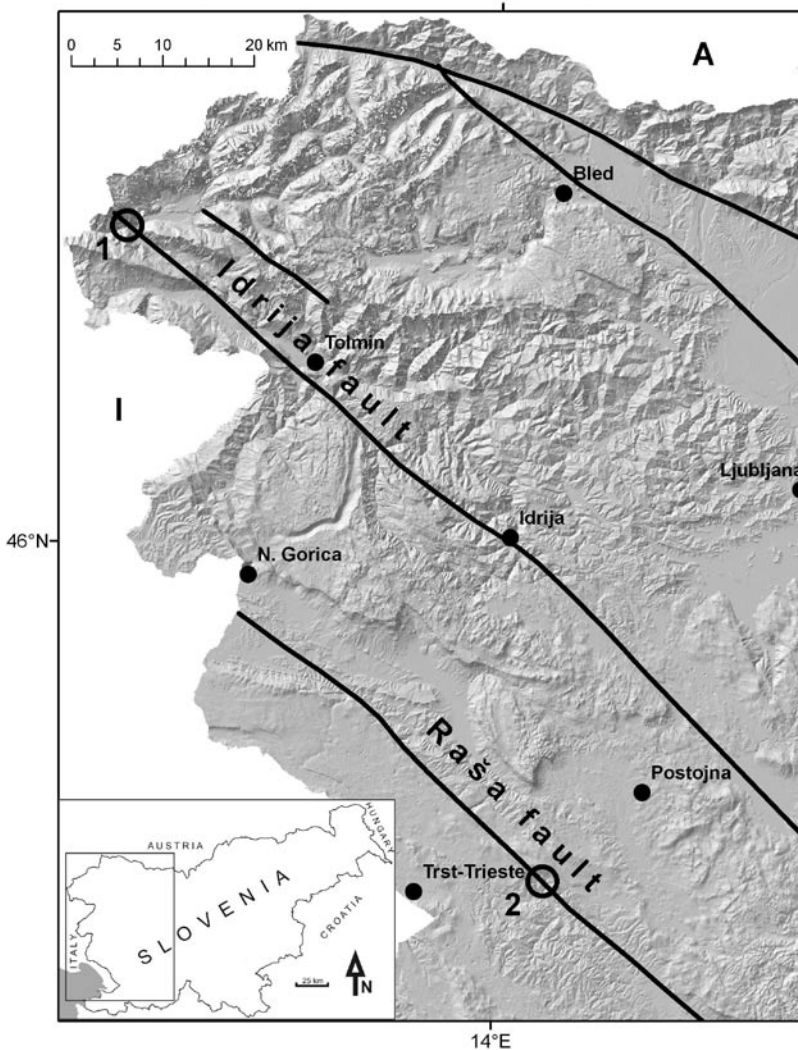 0 5 10 20 km
A
Bled
1
Idrija fault
Tolmin
I
Ljubljana
Idrija
46°N
N. Gorica
Raša fault
Postojna
Trst-Trieste
2
AUSTRIA
HUNGARY
SLOVENIA
CROATIA
ITALY
25 km
N
14°E